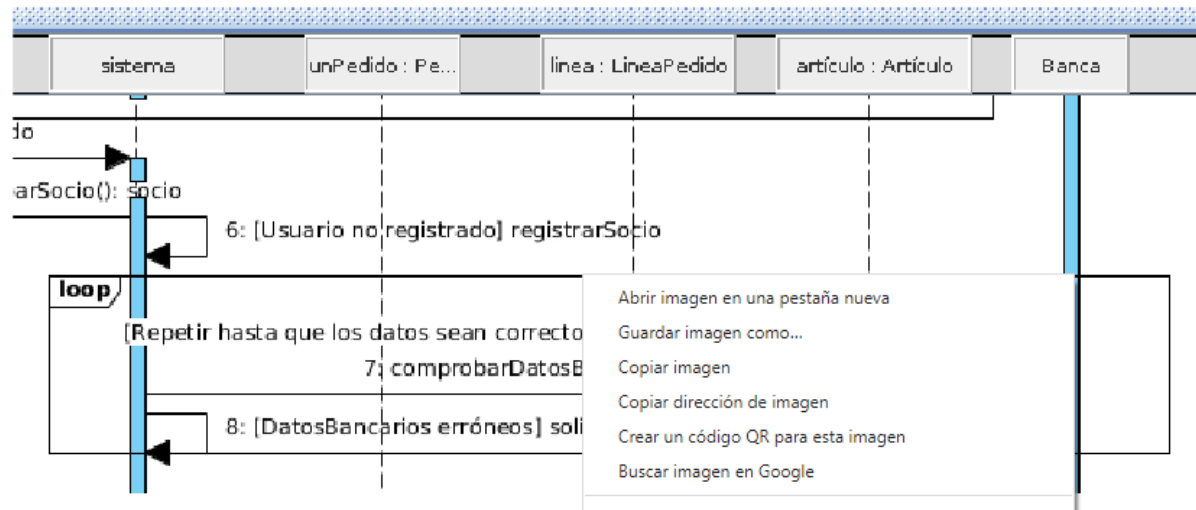 sistema
unPedido : Pe...
linea : LineaPedido
artículo : Artículo
Banca
do
arSocio(): socio
6: [Usuario no registrado] registrarSocio
loop
[Repetir hasta que los datos sean correcto
7: comprobarDatosB
8: [DatosBancarios erróneos] soli
Abrir imagen en una pestaña nueva
Guardar imagen como...
Copiar imagen
Copiar dirección de imagen
Crear un código QR para esta imagen
Buscar imagen en Google